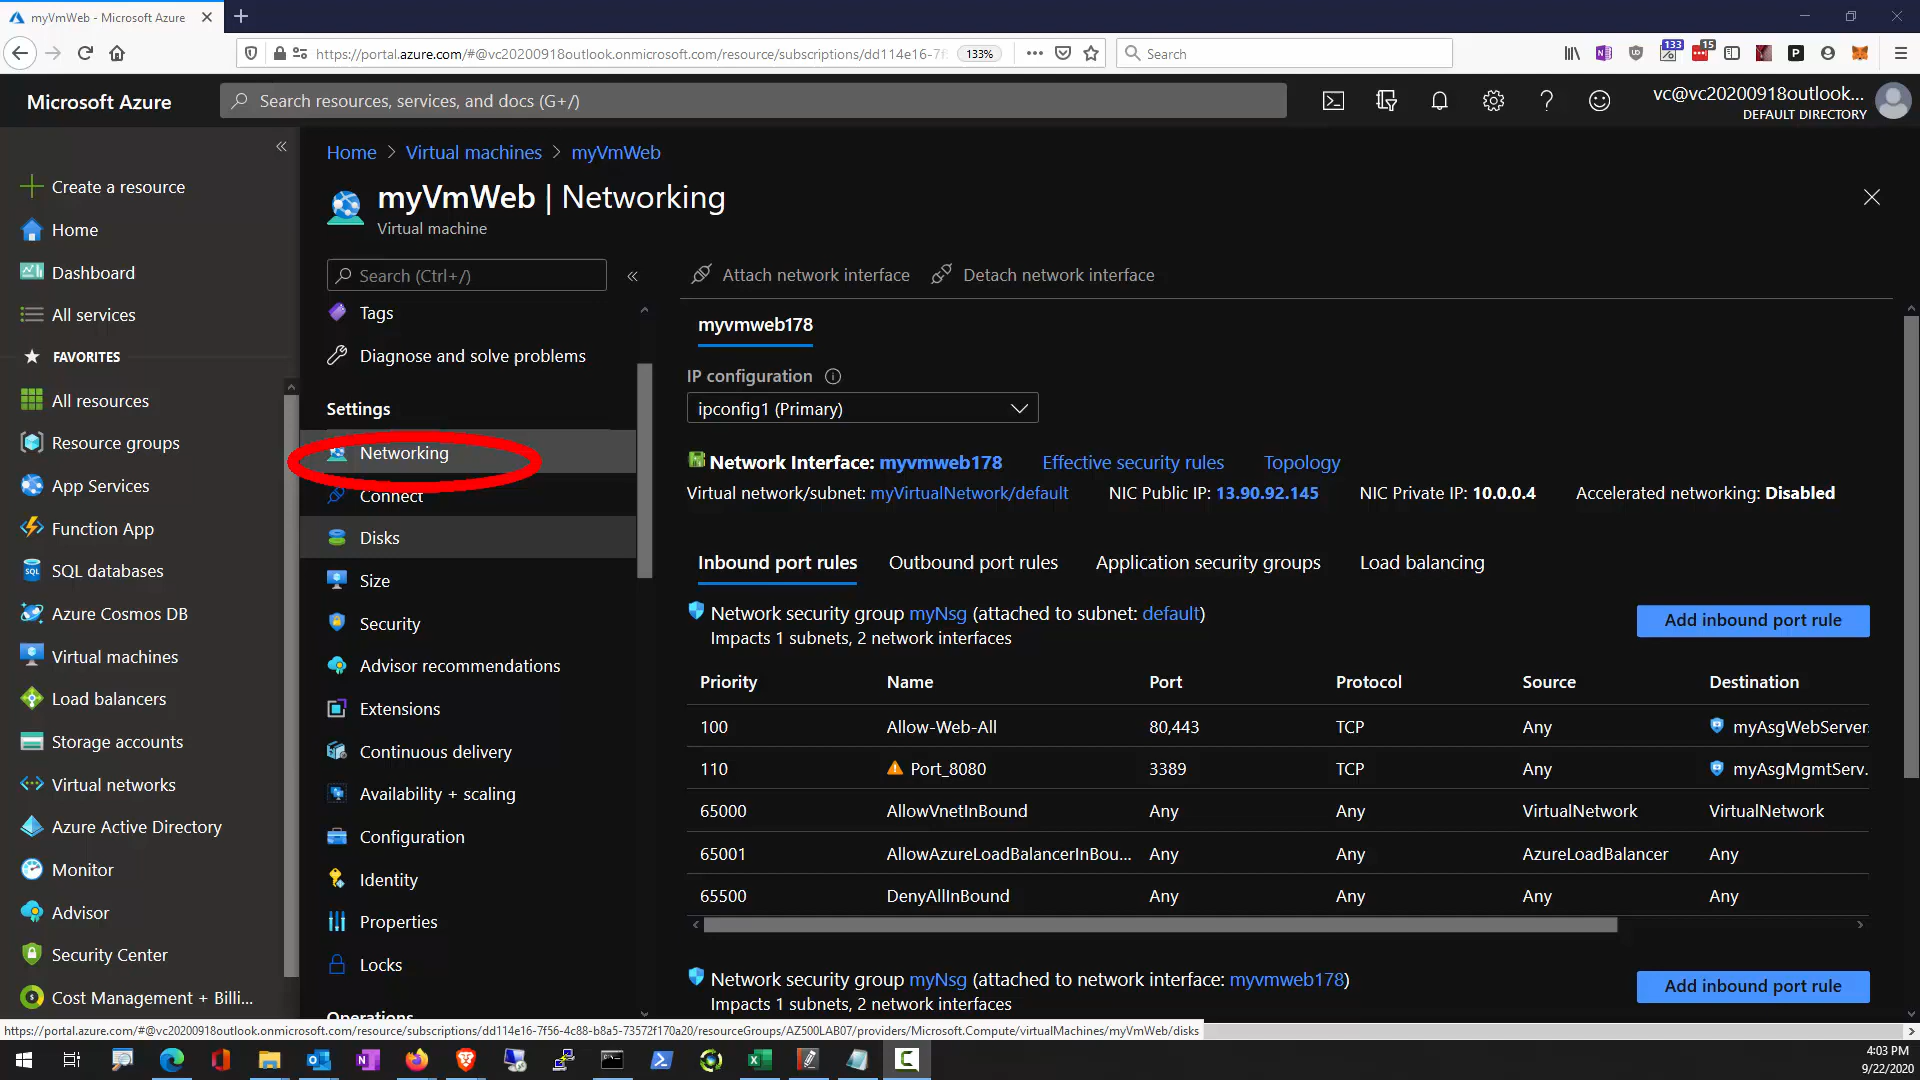 myVmWeb - Microsoft Azure
https://portal.azure.com/#@vc20200918outlook.onmicrosoft.com/resource/subscriptions/dd114e16-7f
133%
Search
133
15
Microsoft Azure
Search resources, services, and docs (G+/)
vc@vc20200918outlook...
DEFAULT DIRECTORY
Create a resource
Home
Dashboard
All services
FAVORITES
All resources
Resource groups
App Services
Function App
SQL databases
Azure Cosmos DB
Virtual machines
Load balancers
Storage accounts
Virtual networks
Azure Active Directory
Monitor
Advisor
Security Center
Cost Management + Billi...
Home > Virtual machines > myVmWeb
myVmWeb | Networking
Virtual machine
Search (Ctrl+/)
Tags
Diagnose and solve problems
Settings
Networking
Connect
Disks
Size
Security
Advisor recommendations
Extensions
Continuous delivery
Availability + scaling
Configuration
Identity
Properties
Locks
Operations
Attach network interface Detach network interface
myvmweb178
IP configuration
ipconfig1 (Primary)
Network Interface: myvmweb178 Effective security rules Topology
Virtual network/subnet: myVirtualNetwork/default NIC Public IP: 13.90.92.145 NIC Private IP: 10.0.0.4 Accelerated networking: Disabled
Inbound port rules Outbound port rules Application security groups Load balancing
Network security group myNsg (attached to subnet: default)
Impacts 1 subnets, 2 network interfaces
Add inbound port rule
Priority Name Port Protocol Source Destination
100 Allow-Web-All 80,443 TCP Any myAsgWebServer
110 Port_8080 3389 TCP Any myAsgMgmtServ...
65000 AllowVnetInBound Any Any VirtualNetwork VirtualNetwork
65001 AllowAzureLoadBalancerInBou... Any Any AzureLoadBalancer Any
65500 DenyAllInBound Any Any Any Any
Network security group myNsg (attached to network interface: myvmweb178)
Impacts 1 subnets, 2 network interfaces
Add inbound port rule
https://portal.azure.com/#@vc20200918outlook.onmicrosoft.com/resource/subscriptions/dd114e16-7f56-4c88-b8a5-73572f170a20/resourceGroups/AZ500LAB07/providers/Microsoft.Compute/virtualMachines/myVmWeb/disks
4:03 PM
9/22/2020